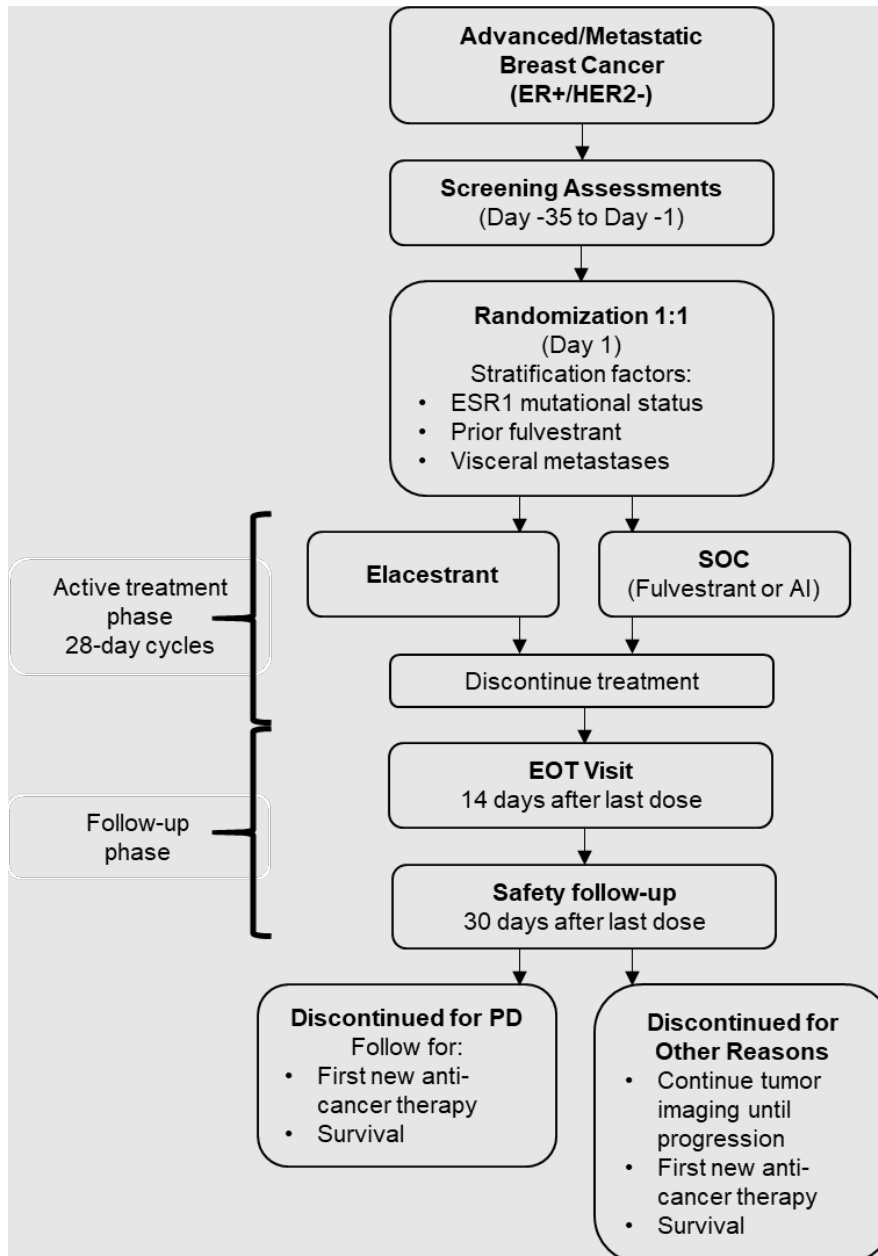 Advanced/Metastatic
Breast Cancer
(ER+/HER2-)
Screening Assessments
(Day -35 to Day -1)
Randomization 1:1
(Day 1)
Stratification factors:
• ESR1 mutational status
• Prior fulvestrant
• Visceral metastases
Active treatment
phase
28-day cycles
Elacestrant
SOC
(Fulvestrant or AI)
Discontinue treatment
EOT Visit
14 days after last dose
Follow-up
phase
Safety follow-up
30 days after last dose
Discontinued for PD
Follow for:
• First new anti-
cancer therapy
• Survival
Discontinued for
Other Reasons
• Continue tumor
imaging until
progression
• First new anti-
cancer therapy
• Survival